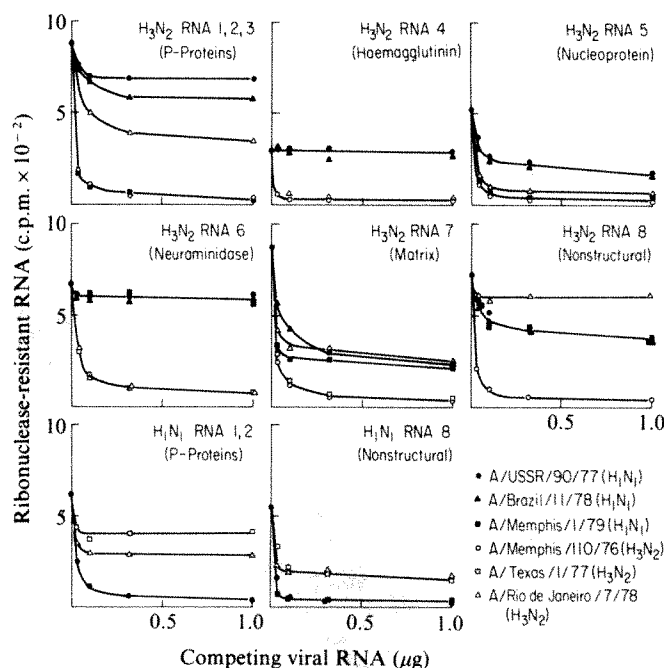 H₃N₂ RNA 1, 2, 3
(P-Proteins)
H₃N₂ RNA 4
(Haemagglutinin)
H₃N₂ RNA 5
(Nucleoprotein)
10
5
H₃N₂ RNA 6
(Neuraminidase)
H₃N₂ RNA 7
(Matrix)
H₃N₂ RNA 8
(Nonstructural)
5
0.5
1.0
H₁N₁ RNA 1, 2
(P-Proteins)
H₁N₁ RNA 8
(Nonstructural)
5
0
0.5
1.0
0.5
1.0
● A/USSR/90/77(H₁N₁)
▲ A/Brazil/11/78(H₁N₁)
■ A/Memphis/1/79(H₁N₁)
○ A/Memphis/110/76(H₃N₂)
□ A/Texas/1/77(H₃N₂)
△ A/Rio de Janeiro/7/78
(H₃N₂)
Ribonuclease-resistant RNA (c.p.m. × 10⁻²)
Competing viral RNA (μg)